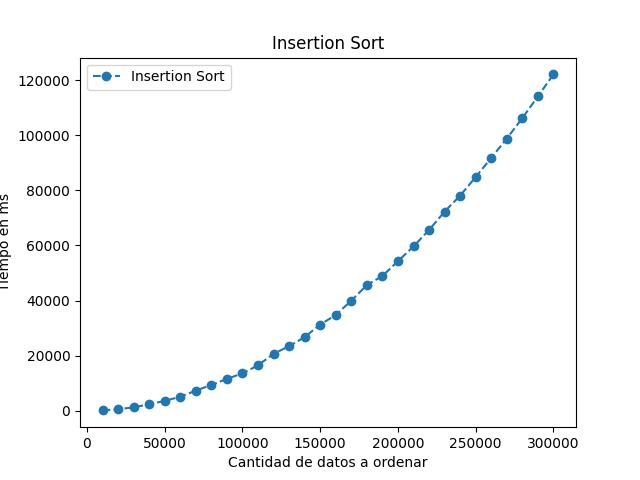 Insertion Sort
Insertion Sort
120000
100000
80000
60000
40000
20000
0
Tiempo en ms
0 50000 100000 150000 200000 250000 300000
Cantidad de datos a ordenar